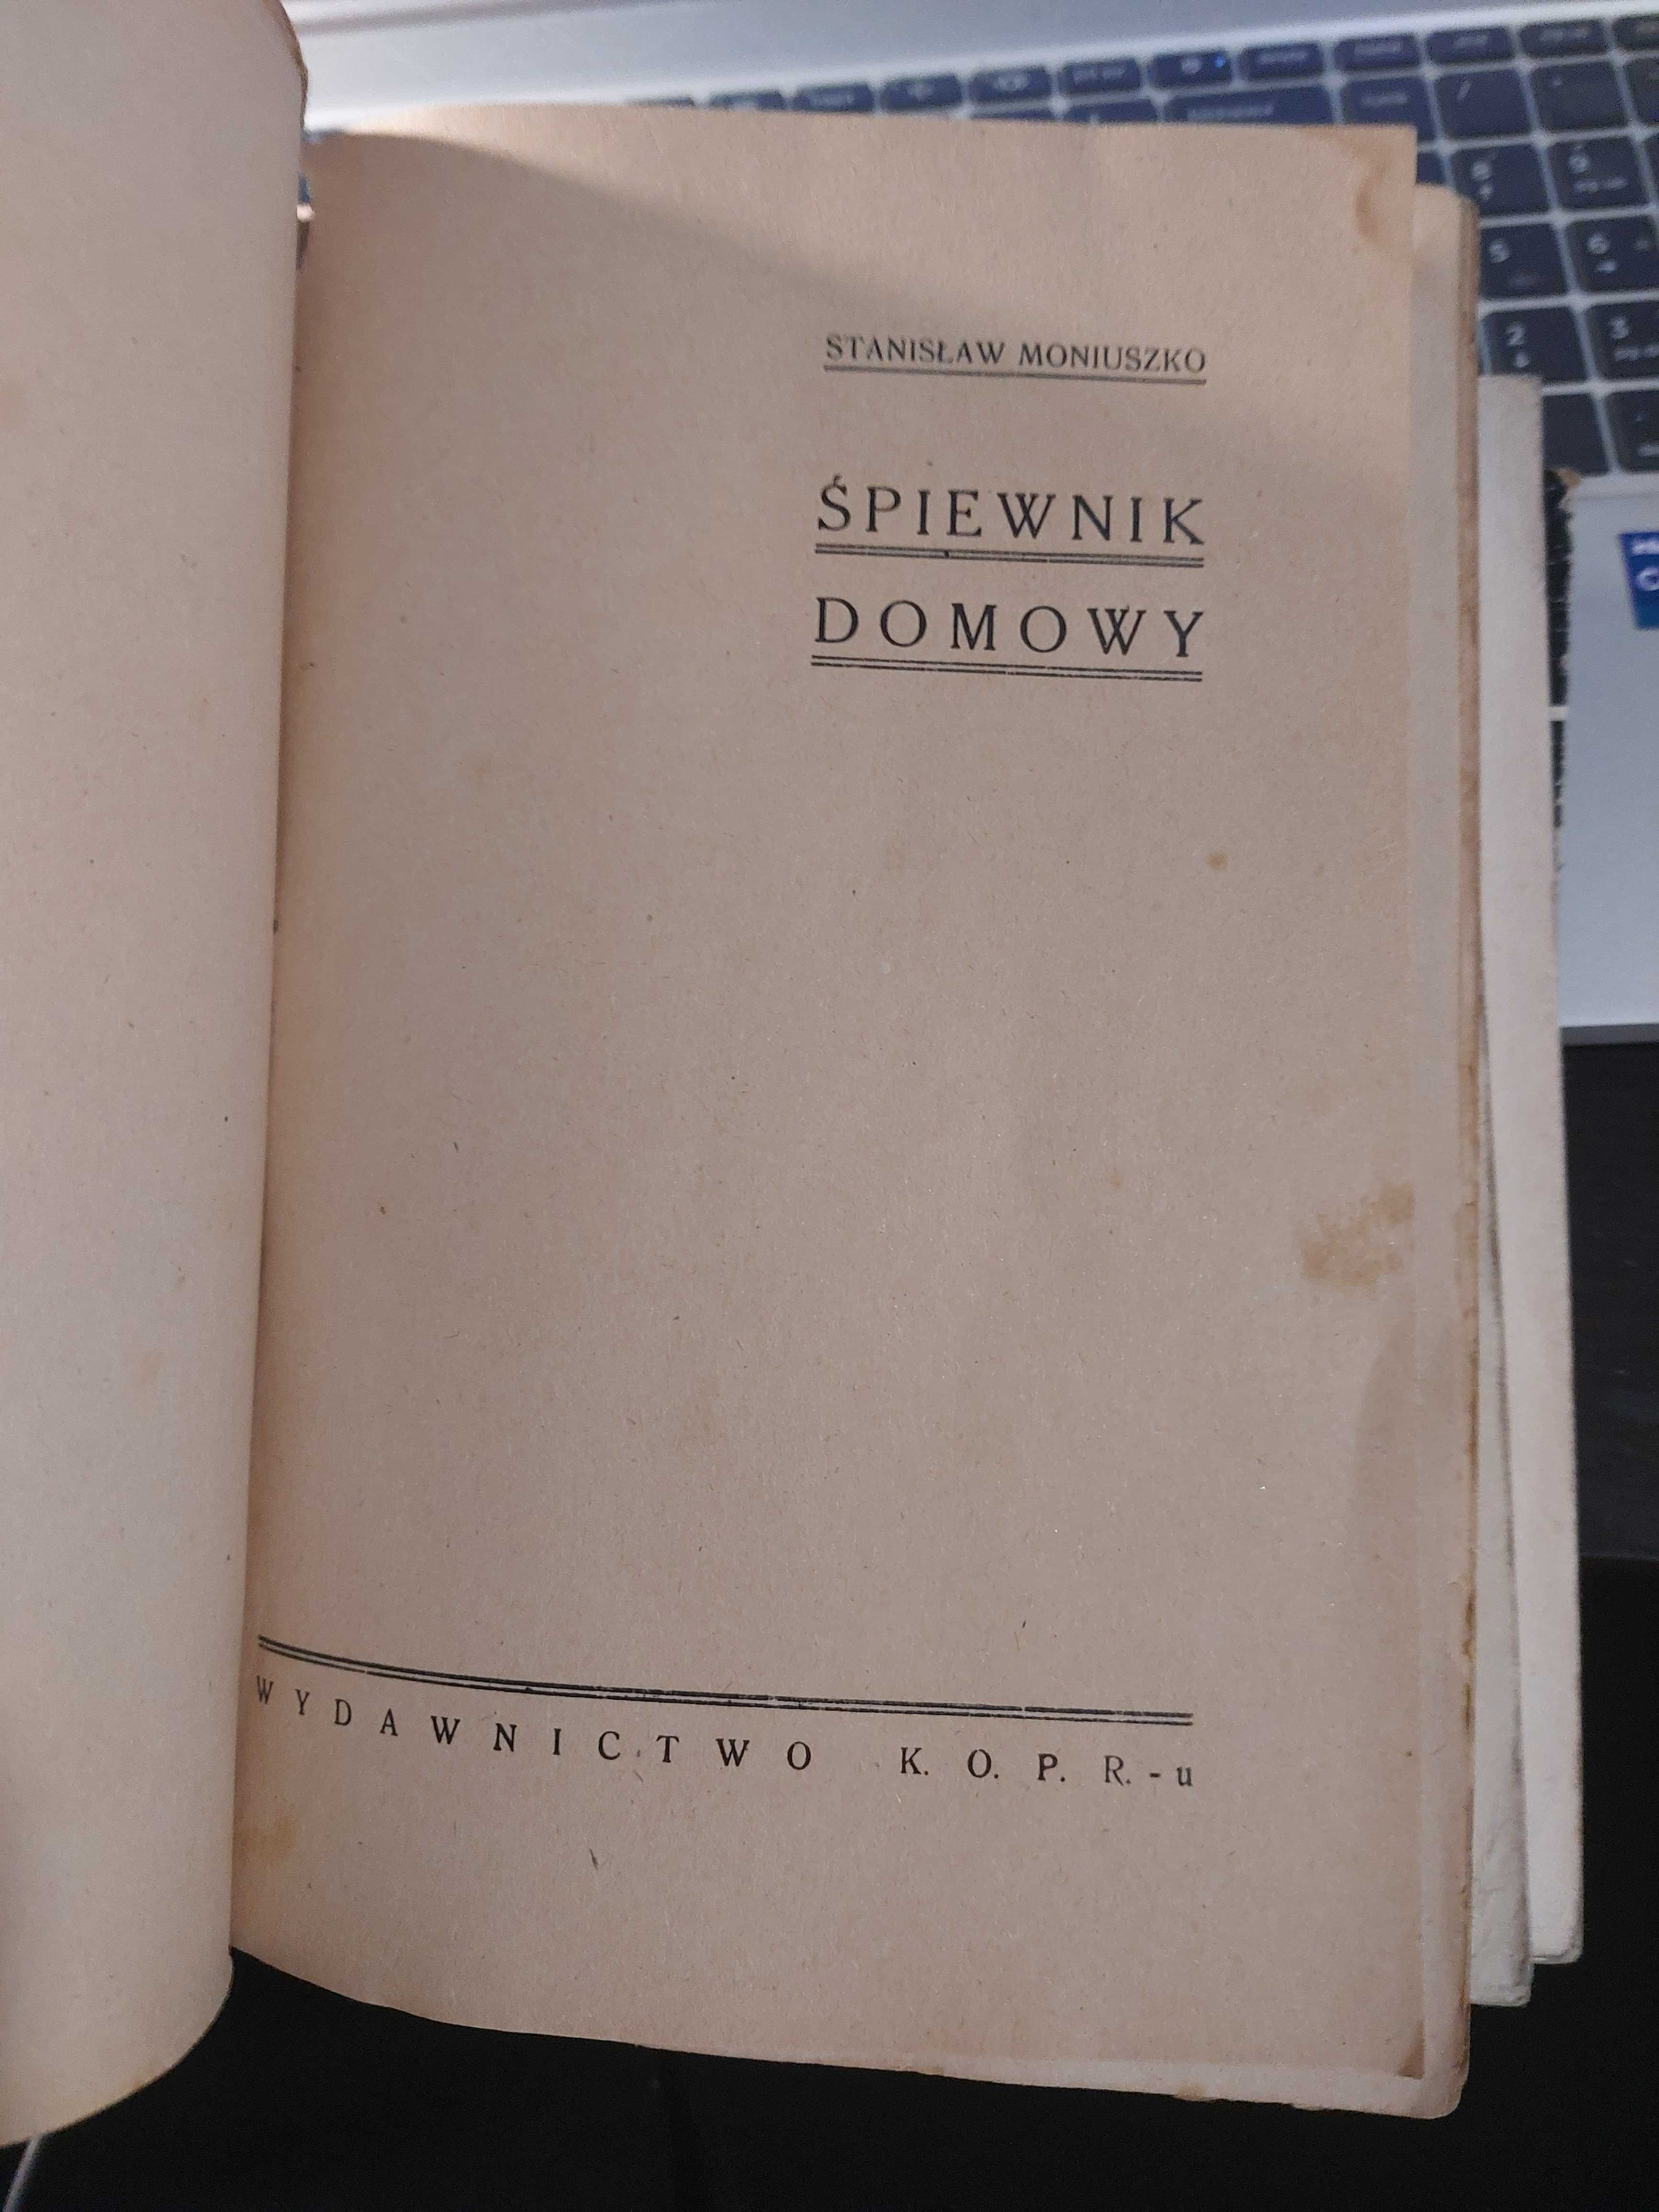 STANISŁAW MONIUSZKO
ŚPIEWNIK
DOMOWY
WYDAWNICTWO K. O. P. R.-u